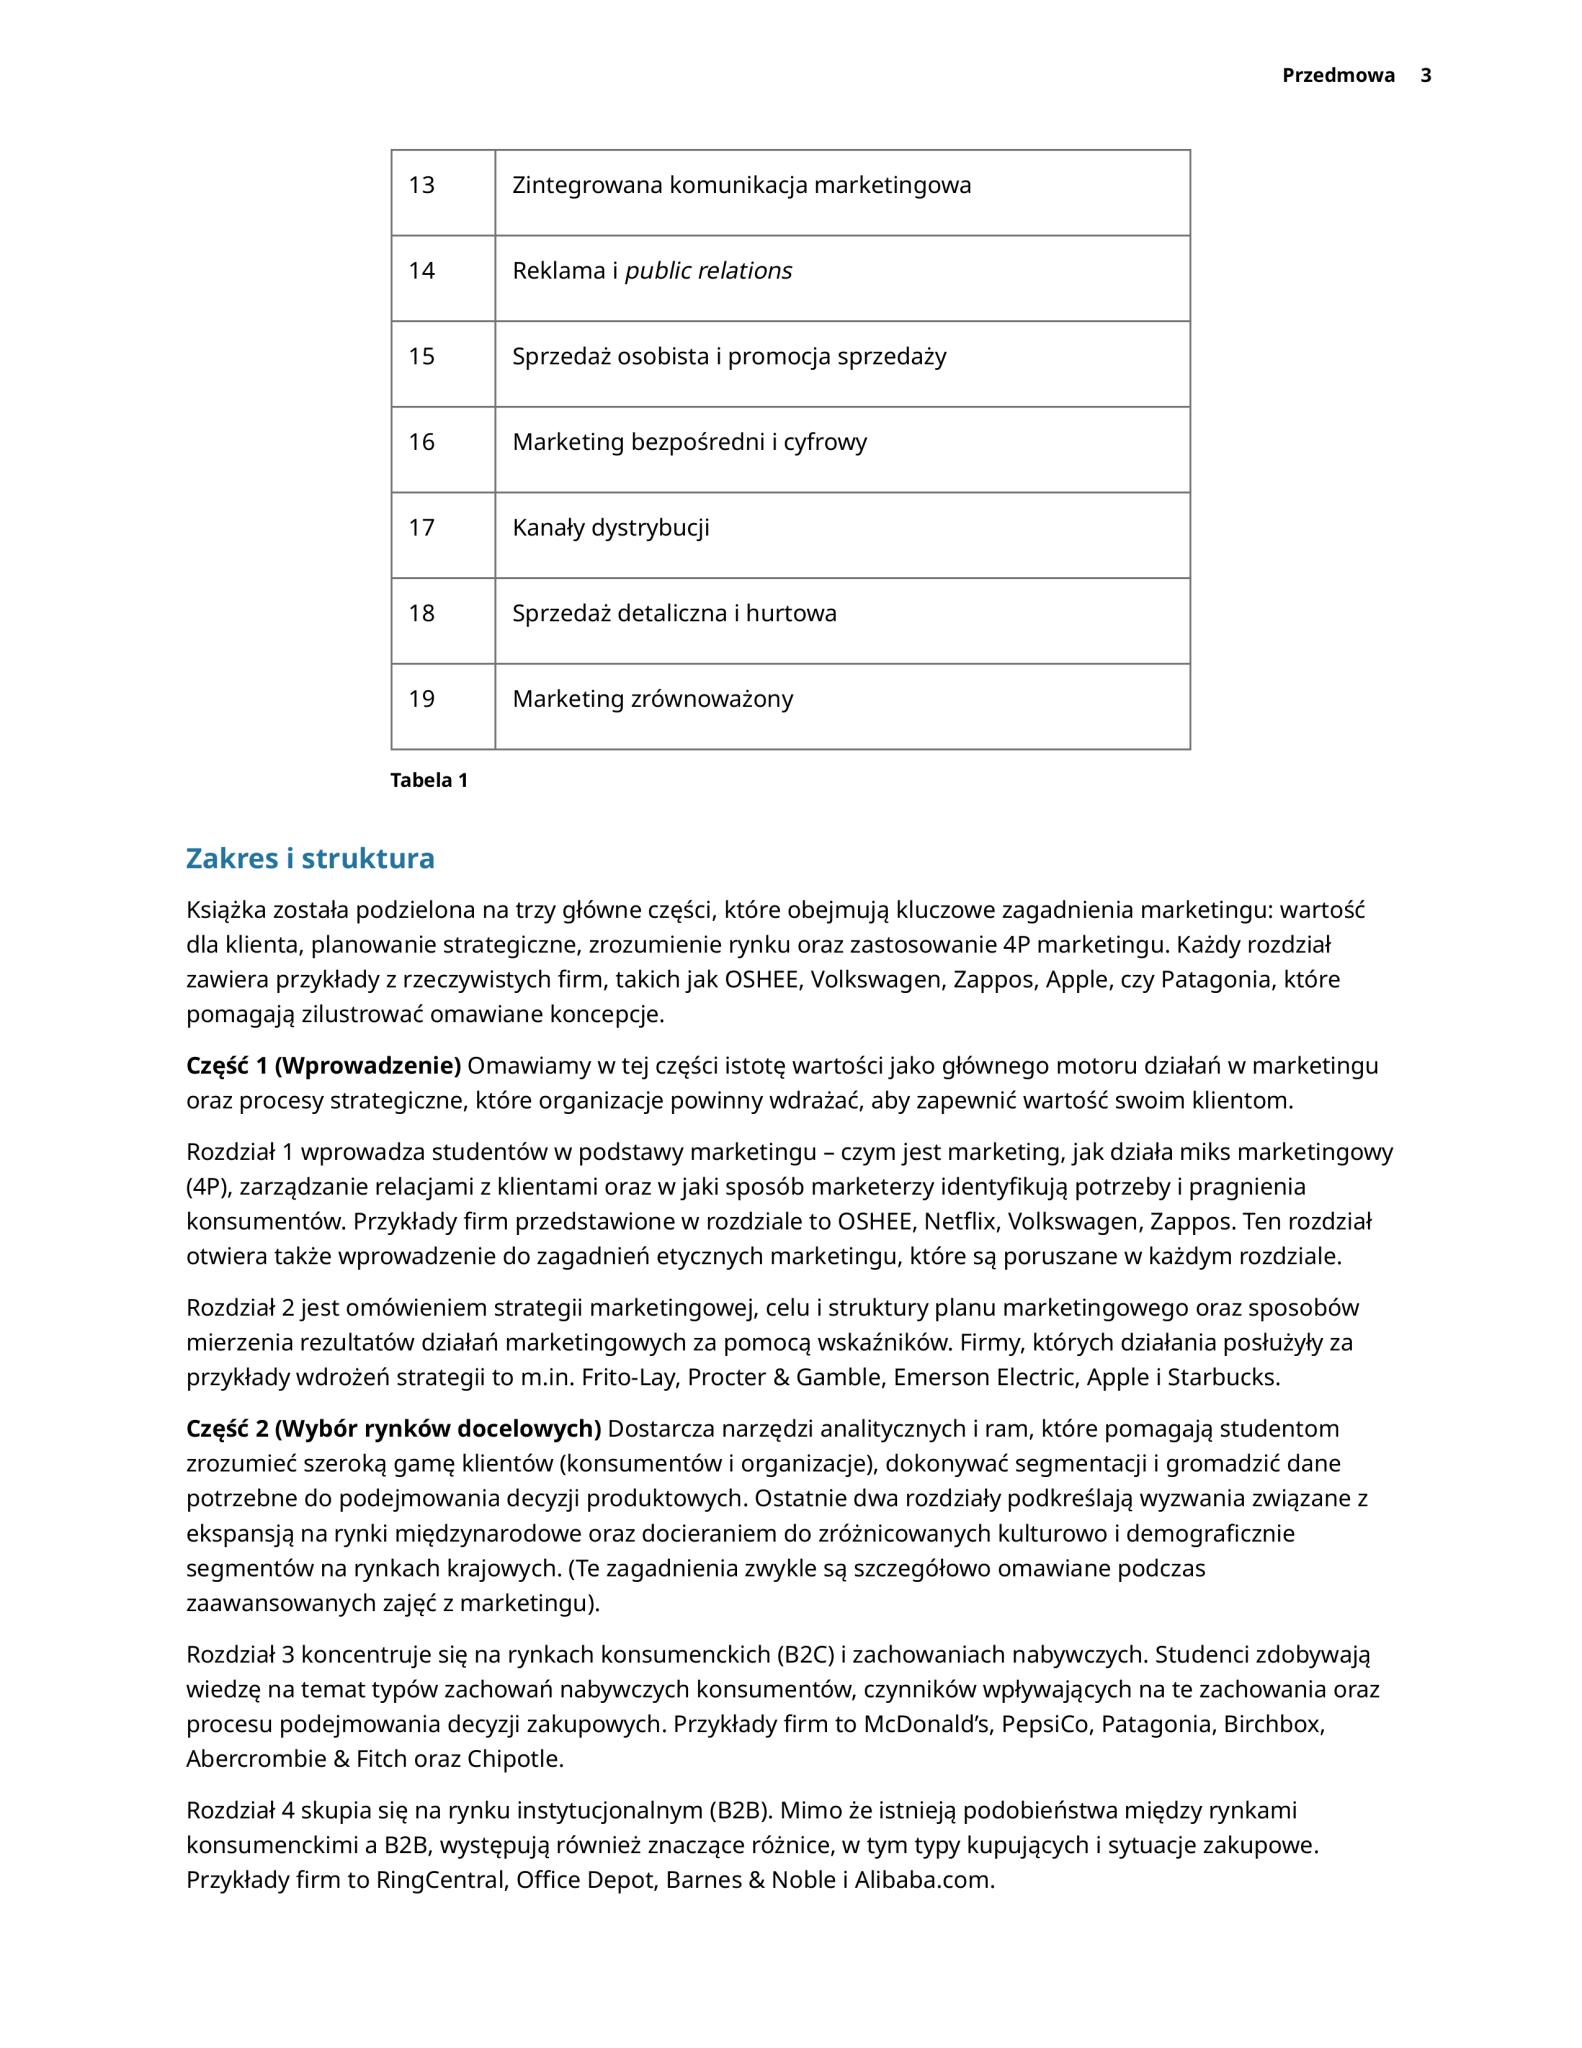 Przedmowa 3
13 Zintegrowana komunikacja marketingowa
14 Reklama i public relations
15 Sprzedaż osobista i promocja sprzedaży
16 Marketing bezpośredni i cyfrowy
17 Kanały dystrybucji
18 Sprzedaż detaliczna i hurtowa
19 Marketing zrównoważony
Tabela 1
Zakres i struktura
Książka została podzielona na trzy główne części, które obejmują kluczowe zagadnienia marketingu: wartość
dla klienta, planowanie strategiczne, zrozumienie rynku oraz zastosowanie 4P marketingu. Każdy rozdział
zawiera przykłady z rzeczywistych firm, takich jak OSHEE, Volkswagen, Zappos, Apple, czy Patagonia, które
pomagają zilustrować omawiane koncepcje.
Część 1 (Wprowadzenie) Omawiamy w tej części istotę wartości jako głównego motoru działań w marketingu
oraz procesy strategiczne, które organizacje powinny wdrażać, aby zapewnić wartość swoim klientom.
Rozdział 1 wprowadza studentów w podstawy marketingu – czym jest marketing, jak działa miks marketingowy
(4P), zarządzanie relacjami z klientami oraz w jaki sposób marketerzy identyfikują potrzeby i pragnienia
konsumentów. Przykłady firm przedstawione w rozdziale to OSHEE, Netflix, Volkswagen, Zappos. Ten rozdział
otwiera także wprowadzenie do zagadnień etycznych marketingu, które są poruszane w każdym rozdziale.
Rozdział 2 jest omówieniem strategii marketingowej, celu i struktury planu marketingowego oraz sposobów
mierzenia rezultatów działań marketingowych za pomocą wskaźników. Firmy, których działania posłużyły za
przykłady wdrożeń strategii to m.in. Frito-Lay, Procter & Gamble, Emerson Electric, Apple i Starbucks.
Część 2 (Wybór rynków docelowych) Dostarcza narzędzi analitycznych i ram, które pomagają studentom
zrozumieć szeroką gamę klientów (konsumentów i organizacje), dokonywać segmentacji i gromadzić dane
potrzebne do podejmowania decyzji produktowych. Ostatnie dwa rozdziały podkreślają wyzwania związane z
ekspansją na rynki międzynarodowe oraz docieraniem do zróżnicowanych kulturowo i demograficznie
segmentów na rynkach krajowych. (Te zagadnienia zwykle są szczegółowo omawiane podczas
zaawansowanych zajęć z marketingu).
Rozdział 3 koncentruje się na rynkach konsumenckich (B2C) i zachowaniach nabywczych. Studenci zdobywają
wiedzę na temat typów zachowań nabywczych konsumentów, czynników wpływających na te zachowania oraz
procesu podejmowania decyzji zakupowych. Przykłady firm to McDonald’s, PepsiCo, Patagonia, Birchbox,
Abercrombie & Fitch oraz Chipotle.
Rozdział 4 skupia się na rynku instytucjonalnym (B2B). Mimo że istnieją podobieństwa między rynkami
konsumenckimi a B2B, występują również znaczące różnice, w tym typy kupujących i sytuacje zakupowe.
Przykłady firm to RingCentral, Office Depot, Barnes & Noble i Alibaba.com.